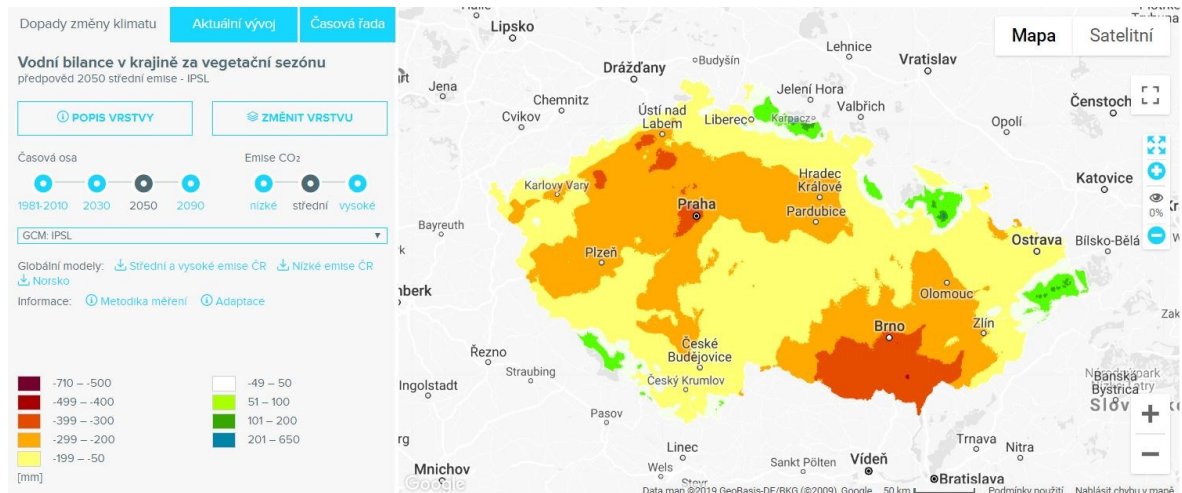 Dopady změny klimatu
Aktuální vývoj
Časová řada
Vodní bilance v krajině za vegetační sezónu
předpověd 2050 střední emise - IPSL
POPIS VRSTVY
ZMĚNIT VRSTVU
Časová osa
Emise CO2
1981-2010 2030 2050 2090
nízké střední vysoké
GCM: IPSL
Globální modely: Střední a vysoké emise ČR Nízké emise ČR
Norsko
Informace: Metodika měření Adaptace
-710 – -500
-499 – -400
-399 – -300
-299 – -200
-199 – -50
[mm]
-49 – 50
51 – 100
101 – 200
201 – 650
Mapa
Satelitní
0%
Lipsko
Lehnice
Vratislav
Drážďany
Budyšín
Jena
Chemnitz
Cvikov
Jelení Hora
Valbřich
Čenstoch
Ústí nad
Labem
Liberec
Karpacz
Opolí
Katovice
Karlovy Vary
Hradec
Králové
Praha
Pardubice
Bayreuth
Plzeň
Ostrava
Bílsko-Bělá
Olomouc
Brno
Zlín
Řezno
Straubing
České
Budějovice
Český Krumlov
Ingolstadt
Pasov
Banská
Bystrica
Linec
Wels
Sankt Pölten
Vídeň
Trnava
Nitra
Mnichov
Bratislava
Google
Data map ©2019 GeoBasis-DE/BKG (©2009), Google
50 km
Podmínky použití
Nahlásit chybu v mapě